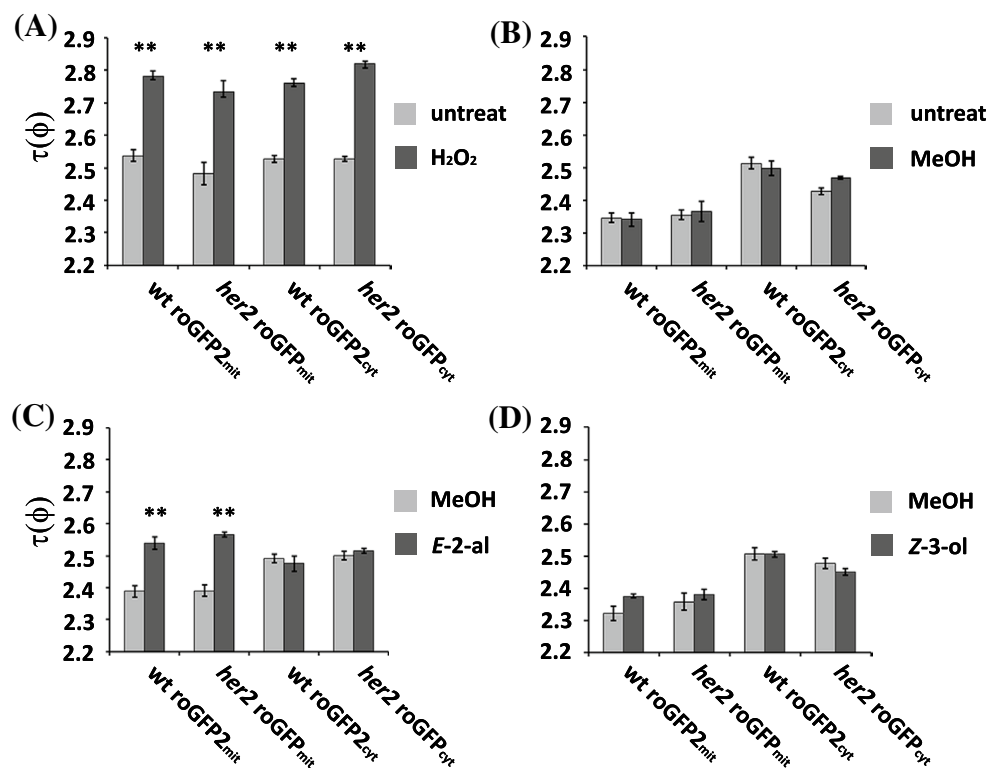 (A)
τ(ϕ)
2.9
2.8
2.7
2.6
2.5
2.4
2.3
2.2
** ** ** **
untreat
H₂O₂
wt roGFP2mit
her2 roGFPmit
wt roGFP2cyt
her2 roGFPcyt
(B)
2.9
2.8
2.7
2.6
2.5
2.4
2.3
2.2
untreat
MeOH
wt roGFP2mit
her2 roGFPmit
wt roGFP2cyt
her2 roGFPcyt
(C)
τ(ϕ)
2.9
2.8
2.7
2.6
2.5
2.4
2.3
2.2
** **
MeOH
E-2-al
wt roGFP2mit
her2 roGFPmit
wt roGFP2cyt
her2 roGFPcyt
(D)
2.9
2.8
2.7
2.6
2.5
2.4
2.3
2.2
MeOH
Z-3-ol
wt roGFP2mit
her2 roGFPmit
wt roGFP2cyt
her2 roGFPcyt